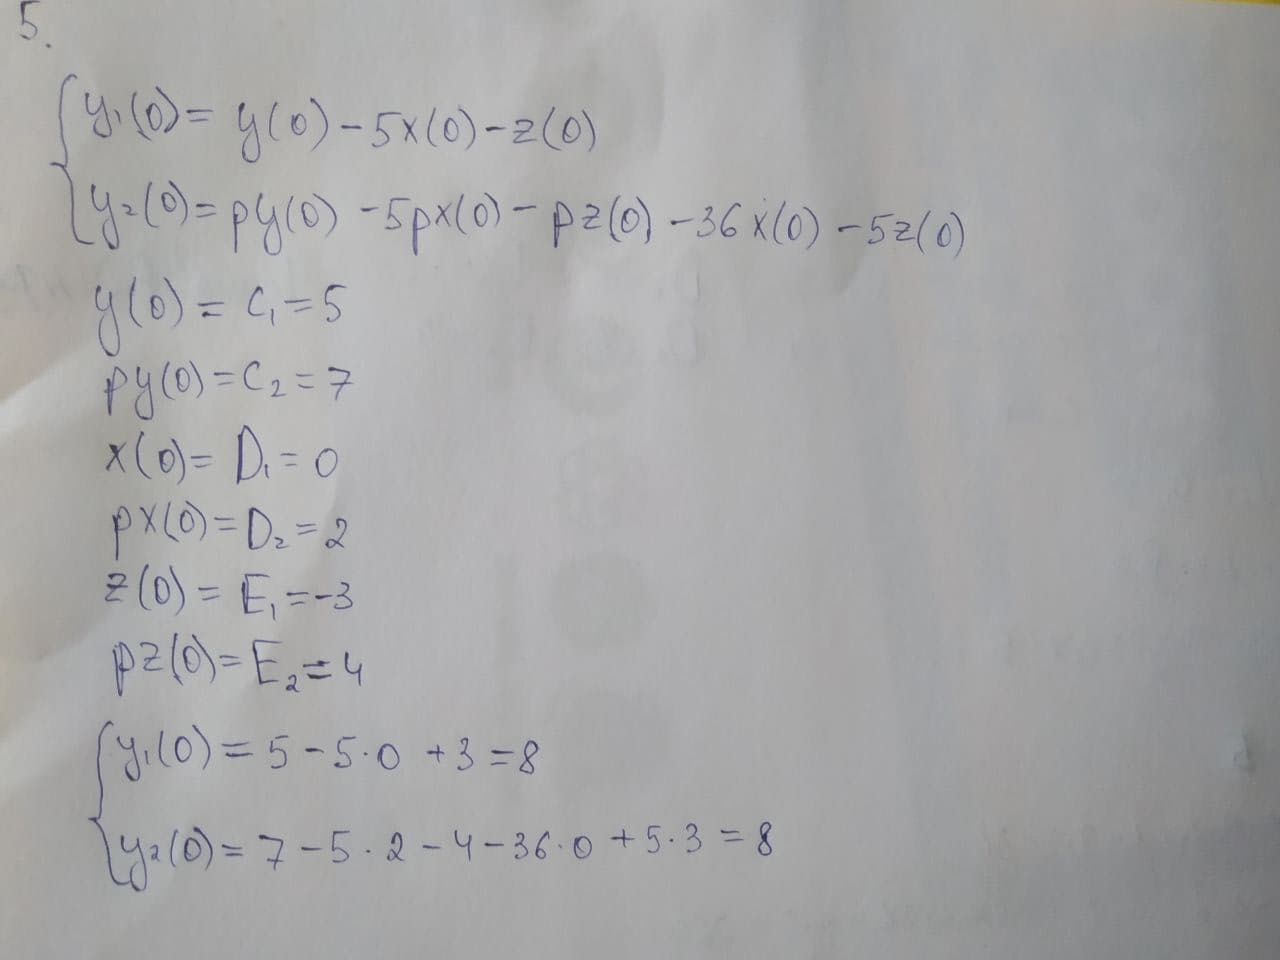 5.
y₁(0) = y(0) - 5x(0) - z(0)
y₂(0) = py(0) - 5px(0) - pz(0) - 36x(0) - 5z(0)
y(0) = C₁ = 5
py(0) = C₂ = 7
x(0) = D₁ = 0
px(0) = D₂ = 2
z(0) = E₁ = -3
pz(0) = E₂ = 4
y₁(0) = 5 - 5·0 + 3 = 8
y₂(0) = 7 - 5·2 - 4 - 36·0 + 5·3 = 8